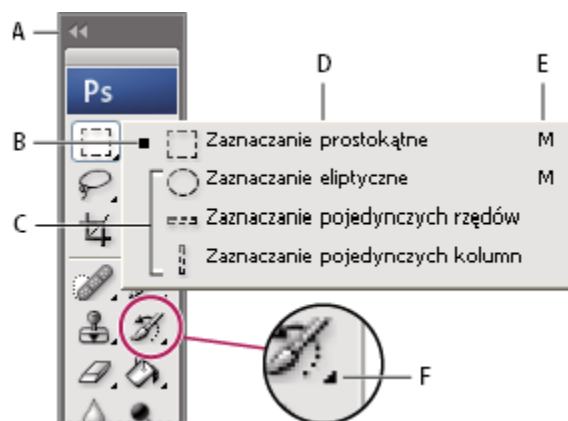 A
D
E
Ps
B
Zaznaczanie prostokątne M
Zaznaczanie eliptyczne M
C
Zaznaczanie pojedynczych rzędów
Zaznaczanie pojedynczych kolumn
F